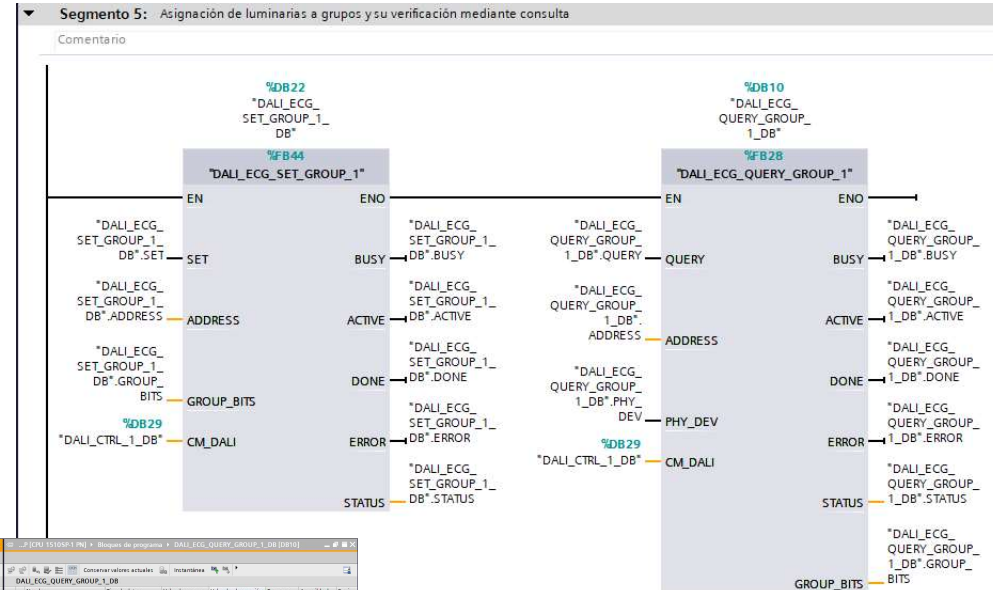 Segmento 5: Asignación de luminarias a grupos y su verificación mediante consulta
Comentario
%DB22
"DALI_ECG_
SET_GROUP_1_
DB"
%FB44
"DALI_ECG_SET_GROUP_1"
EN
ENO
"DALI_ECG_
SET_GROUP_1_
DB".SET
SET
"DALI_ECG_
SET_GROUP_1_
DB".ADDRESS
ADDRESS
"DALI_ECG_
SET_GROUP_1_
DB".GROUP_
BITS
GROUP_BITS
%DB29
"DALI_CTRL_1_DB"
CM_DALI
BUSY
"DALI_ECG_
SET_GROUP_1_
DB".BUSY
ACTIVE
"DALI_ECG_
SET_GROUP_1_
DB".ACTIVE
DONE
"DALI_ECG_
SET_GROUP_1_
DB".DONE
ERROR
"DALI_ECG_
SET_GROUP_1_
DB".ERROR
STATUS
"DALI_ECG_
SET_GROUP_1_
DB".STATUS
%DB10
"DALI_ECG_
QUERY_GROUP_
1_DB"
%FB28
"DALI_ECG_QUERY_GROUP_1"
EN
ENO
"DALI_ECG_
QUERY_GROUP_
1_DB".QUERY
QUERY
"DALI_ECG_
QUERY_GROUP_
1_DB".
ADDRESS
ADDRESS
"DALI_ECG_
QUERY_GROUP_
1_DB".PHY_
DEV
PHY_DEV
%DB29
"DALI_CTRL_1_DB"
CM_DALI
BUSY
"DALI_ECG_
QUERY_GROUP_
1_DB".BUSY
ACTIVE
"DALI_ECG_
QUERY_GROUP_
1_DB".ACTIVE
DONE
"DALI_ECG_
QUERY_GROUP_
1_DB".DONE
ERROR
"DALI_ECG_
QUERY_GROUP_
1_DB".ERROR
STATUS
"DALI_ECG_
QUERY_GROUP_
1_DB".STATUS
GROUP_BITS
"DALI_ECG_
QUERY_GROUP_
1_DB".GROUP_
BITS
[CPU 1510SP-1 PN] Bloques de programa DALI_ECG_QUERY_GROUP_1_DB [DB10]
Conservar valores actuales Instantánea
DALI_ECG_QUERY_GROUP_1_DB